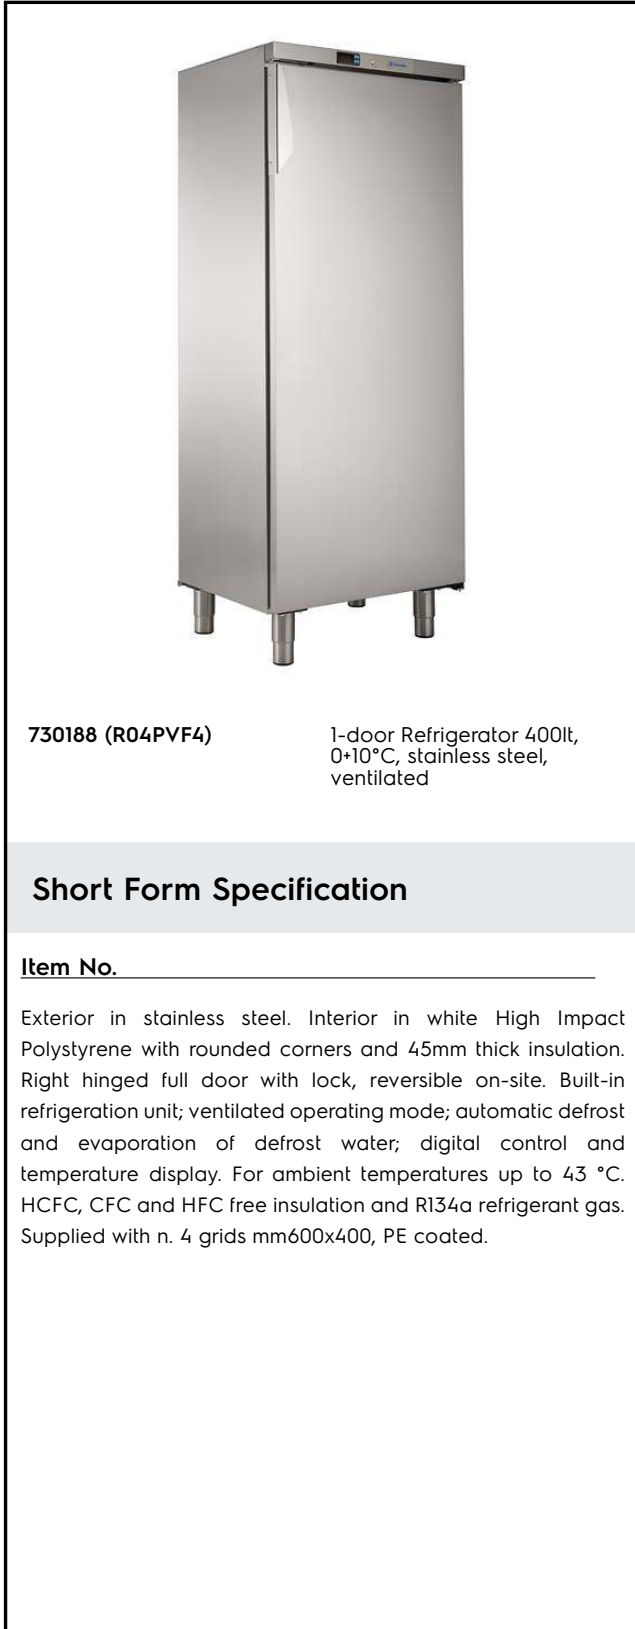 730188 (R04PVF4)
1-door Refrigerator 400lt,
0+10°C, stainless steel,
ventilated
Short Form Specification
Item No.
Exterior in stainless steel. Interior in white High Impact
Polystyrene with rounded corners and 45mm thick insulation.
Right hinged full door with lock, reversible on-site. Built-in
refrigeration unit; ventilated operating mode; automatic defrost
and evaporation of defrost water; digital control and
temperature display. For ambient temperatures up to 43 °C.
HCFC, CFC and HFC free insulation and R134a refrigerant gas.
Supplied with n. 4 grids mm600x400, PE coated.